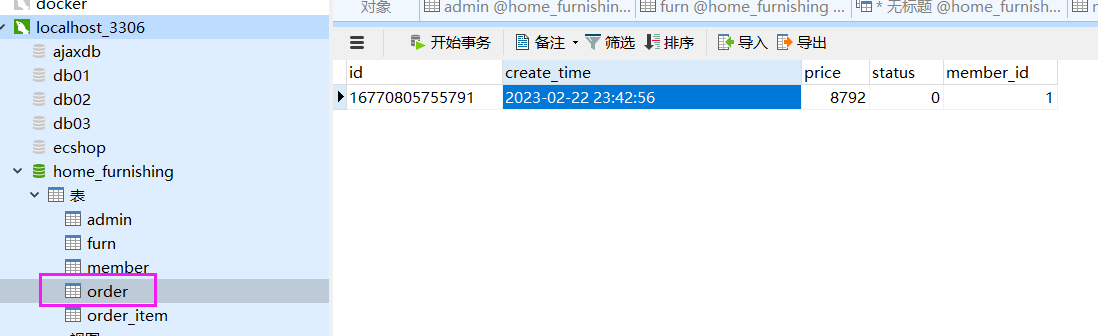 docker
localhost_3306
ajaxdb
db01
db02
db03
ecshop
home_furnishing
表
admin
furn
member
order
order_item
对象 admin @home_furnishin... furn @home_furnishing ... * 无标题 @home_furnish...
开始事务 备注 筛选 排序 导入 导出
id create_time price status member_id
16770805755791 2023-02-22 23:42:56 8792 0 1